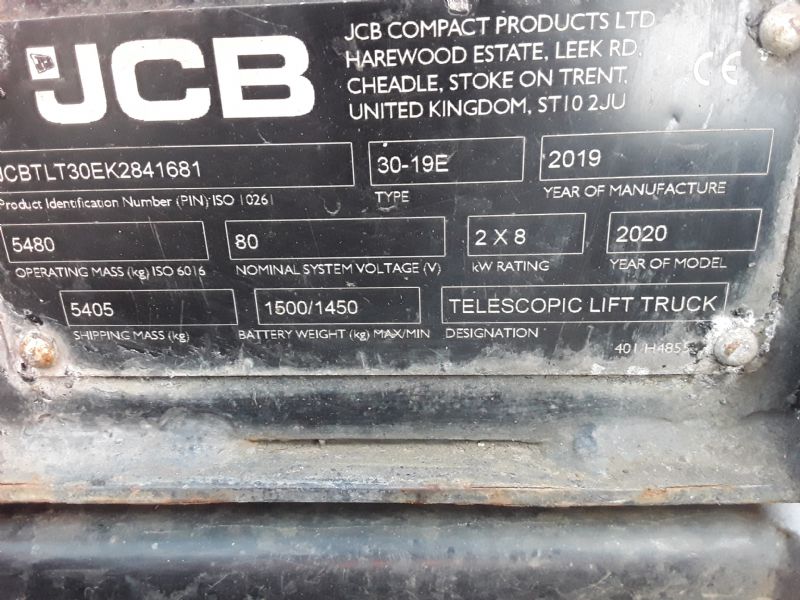 JCB
JCB COMPACT PRODUCTS LTD
HAREWOOD ESTATE, LEEK RD,
CHEADLE, STOKE ON TRENT,
UNITED KINGDOM, ST10 2JU
CE
JCBTLT30EK2841681
Product Identification Number (PIN) ISO 10261
30-19E
TYPE
2019
YEAR OF MANUFACTURE
5480
OPERATING MASS (kg) ISO 6016
80
NOMINAL SYSTEM VOLTAGE (V)
2 X 8
kW RATING
2020
YEAR OF MODEL
5405
SHIPPING MASS (kg)
1500/1450
BATTERY WEIGHT (kg) MAX/MIN
TELESCOPIC LIFT TRUCK
DESIGNATION